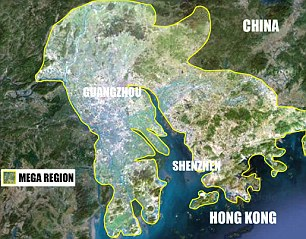 CHINA
GUANGZHOU
SHENZHEN
MEGA REGION
HONG KONG